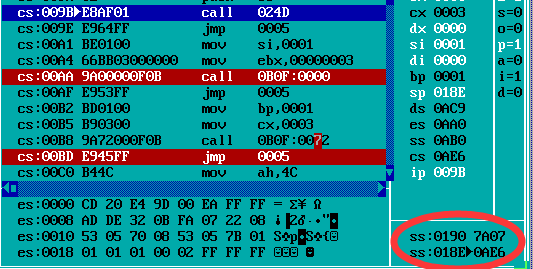 cx 0003 s=0
cs:009B►E8AF01 call 024D
dx 0000 o=0
cs:009E E964FF jmp 0005
si 0001 p=1
cs:00A1 BE0100 mov si,0001
di 0000 a=0
cs:00A4 66BB03000000 mov ebx,00000003
bp 0001 i=1
cs:00AA 9A00000F0B call 0B0F:0000
sp 018E d=0
cs:00AF E953FF jmp 0005
ds 0AC9
cs:00B2 BD0100 mov bp,0001
es 0AA0
cs:00B5 B90300 mov cx,0003
ss 0AB0
cs:00B8 9A72000F0B call 0B0F:0072
cs 0AE6
cs:00BD E945FF jmp 0005
ip 009B
cs:00C0 B44C mov ah,4C
es:0000 CD 20 E4 9D 00 EA FF FF = Σ¥ Ω
es:0008 AD DE 32 0B FA 07 22 08
es:0010 53 05 70 08 53 05 7B 01
es:0018 01 01 01 00 02 FF FF FF
ss:0190 7A07
ss:018E►0AE6